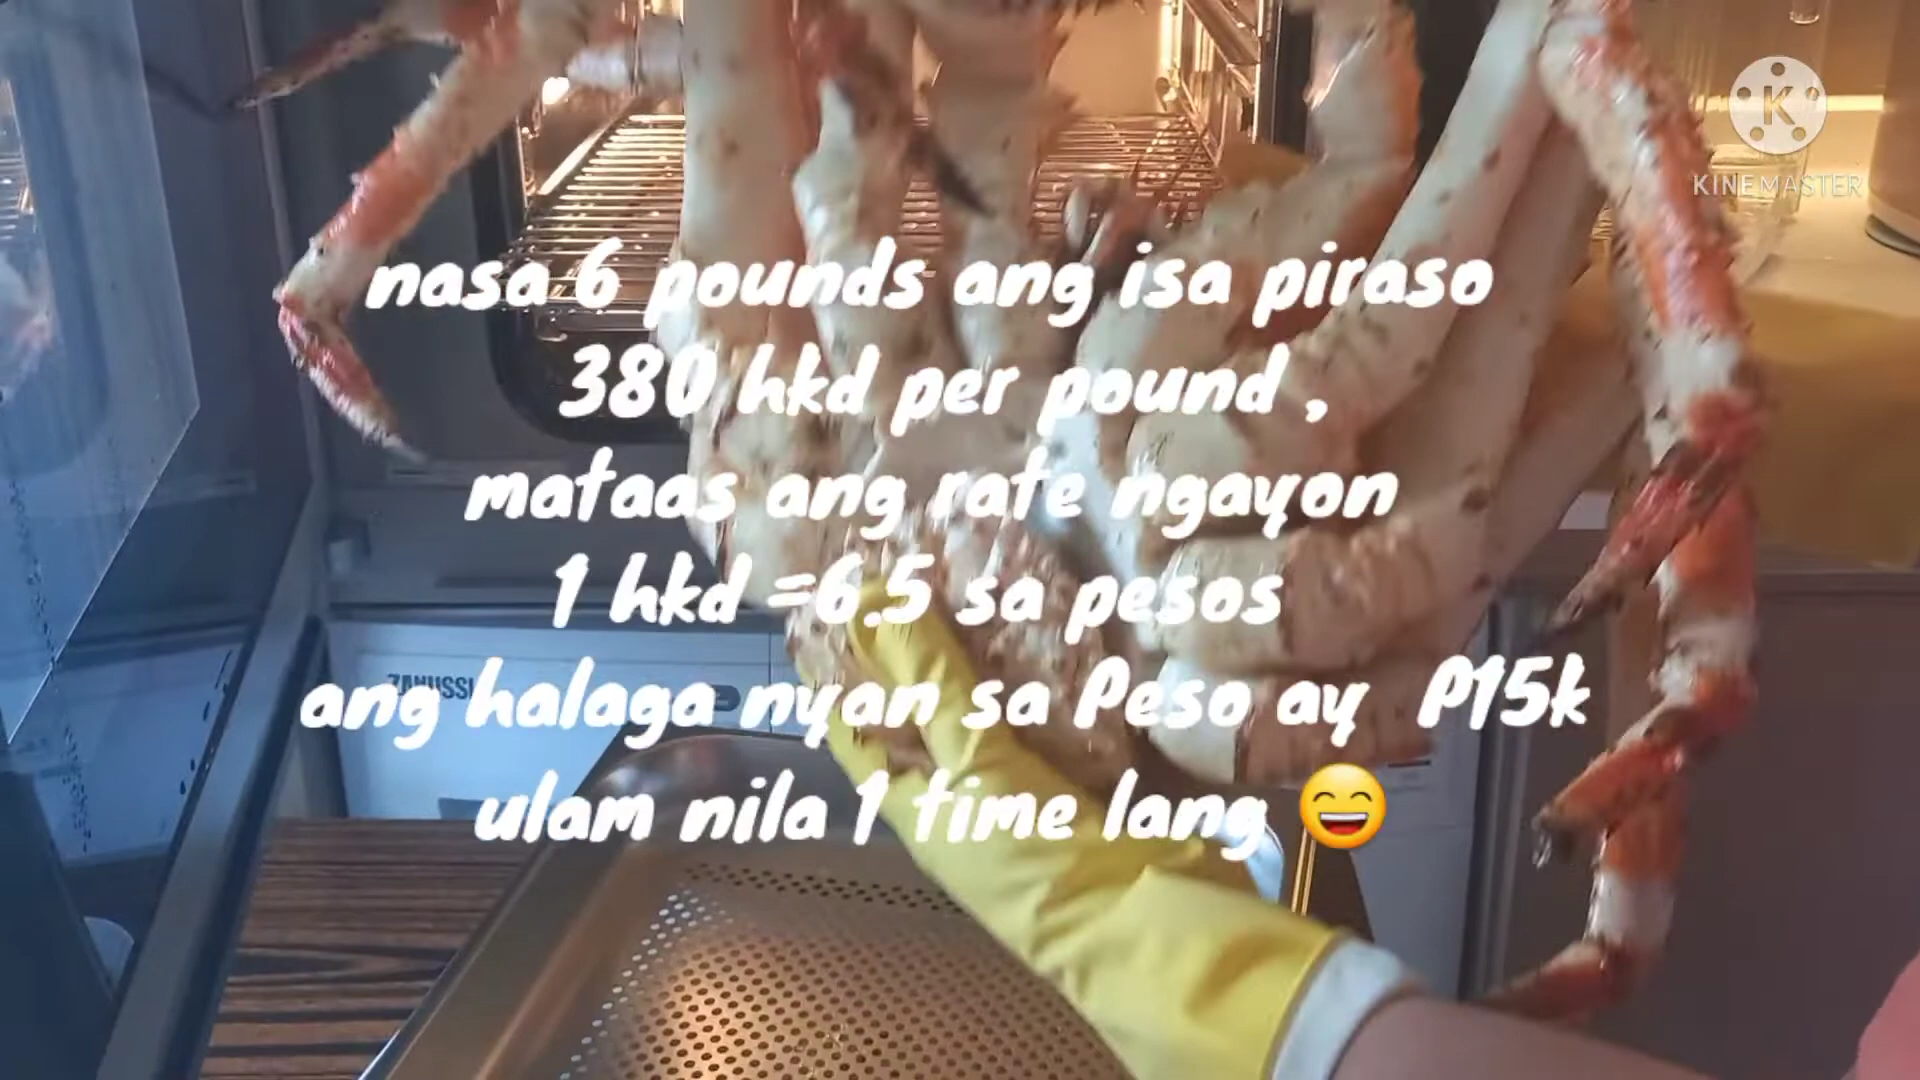 KINEMASTER
nasa 6 pounds ang isa piraso
380 hkd per pound ,
mataas ang rate ngayon
1 hkd =6.5 sa pesos
ZANUSSI
ang halaga nyan sa Peso ay P15k
ulam nila 1 time lang 😄